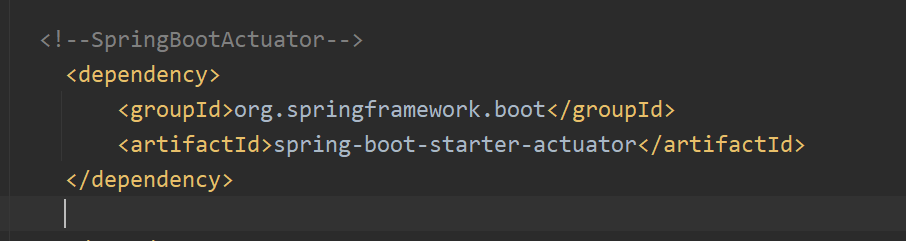 <!--SpringBootActuator-->
<dependency>
<groupId>org.springframework.boot</groupId>
<artifactId>spring-boot-starter-actuator</artifactId>
</dependency>